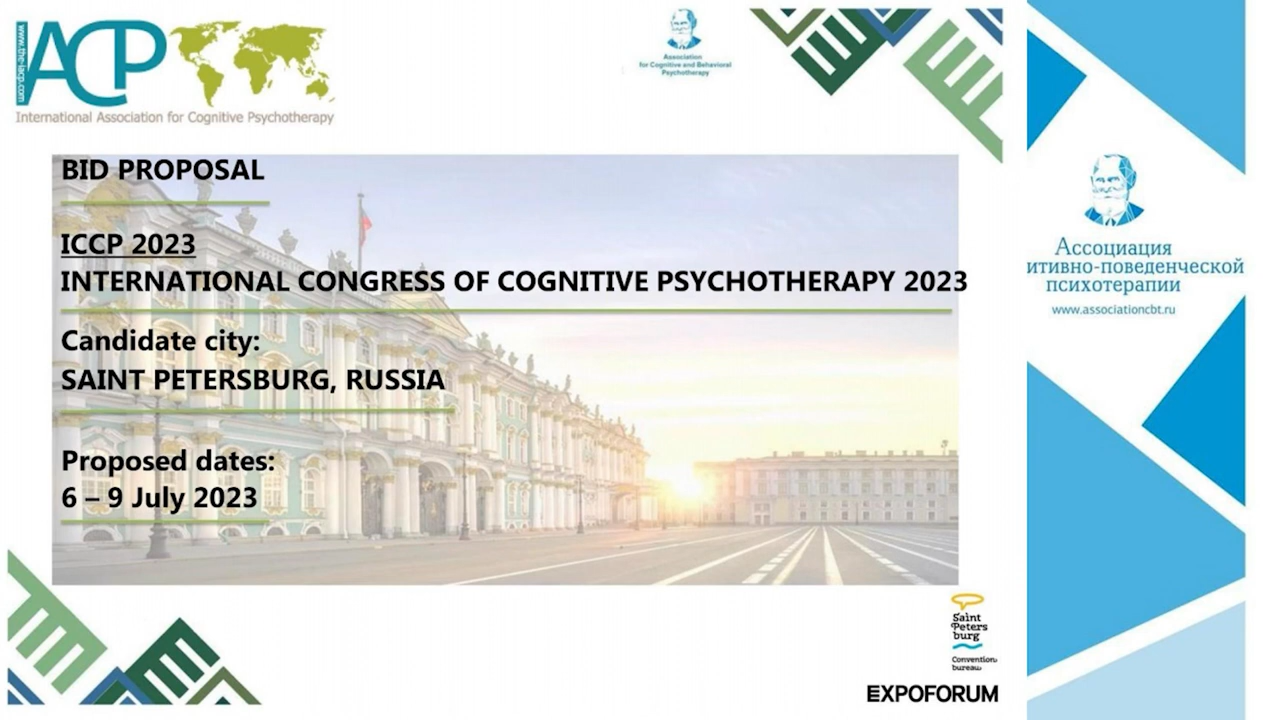 www.the-iacp.com
IACP
International Association for Cognitive Psychotherapy
Association
for Cognitive and Behavioral
Psychotherapy
BID PROPOSAL
ICCP 2023
INTERNATIONAL CONGRESS OF COGNITIVE PSYCHOTHERAPY 2023
Candidate city:
SAINT PETERSBURG, RUSSIA
Proposed dates:
6 – 9 July 2023
Saint
Peters
burg
Convention
bureau
EXPOFORUM
Ассоциация
итивно-поведенческой
психотерапии
www.associationcbt.ru